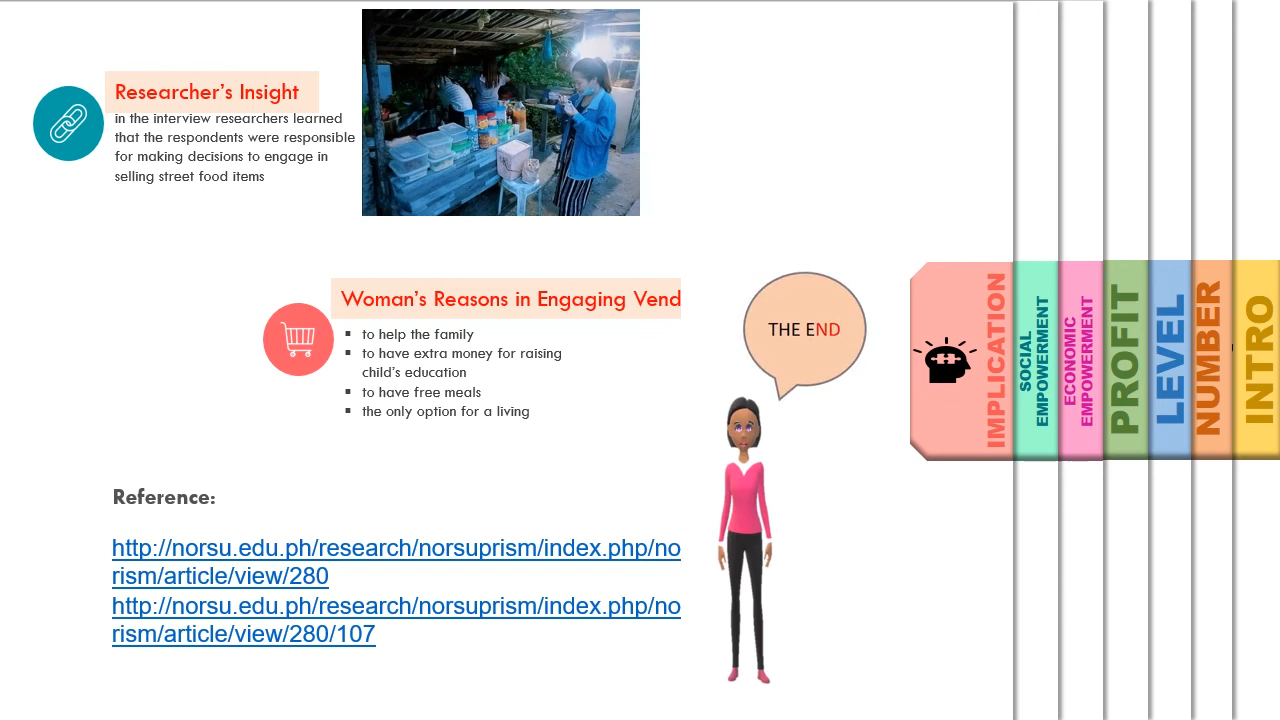 Researcher's Insight
in the interview researchers learned
that the respondents were responsible
for making decisions to engage in
selling street food items
Woman's Reasons in Engaging Vend
▪ to help the family
▪ to have extra money for raising
child's education
▪ to have free meals
▪ the only option for a living
THE END
Reference:
http://norsu.edu.ph/research/norsuprism/index.php/no
rism/article/view/280
http://norsu.edu.ph/research/norsuprism/index.php/no
rism/article/view/280/107
IMPLICATION
SOCIAL
EMPOWERMENT
ECONOMIC
EMPOWERMENT
PROFIT
LEVEL
NUMBER
INTRO